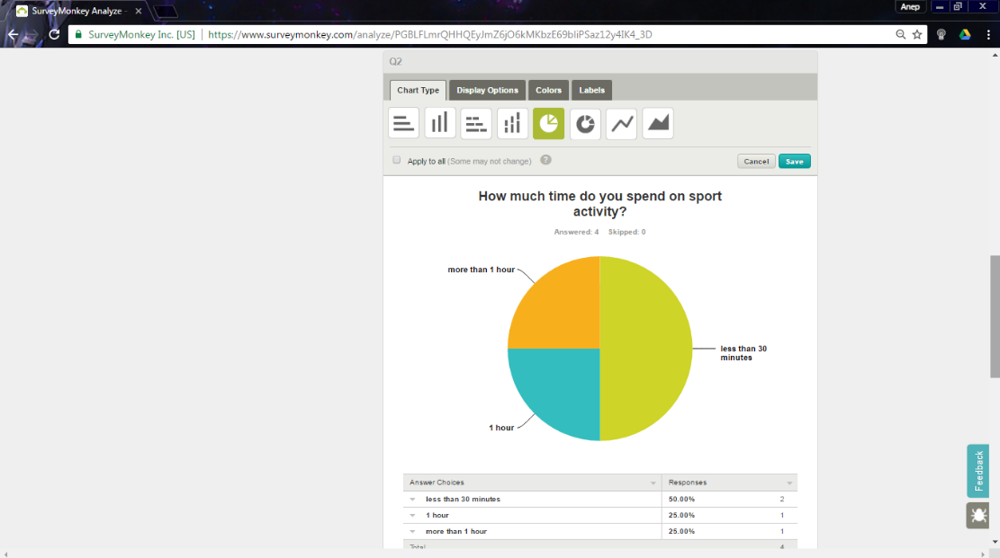 SurveyMonkey Analyze -
Anep
SurveyMonkey Inc. [US] | https://www.surveymonkey.com/analyze/PGBLFLmrQHHQEyJmZ6jO6kMKbzE69bliPSaz12y4IK4_3D
Q2
Chart Type Display Options Colors Labels
Apply to all (Some may not change) ?
Cancel Save
How much time do you spend on sport
activity?
Answered: 4 Skipped: 0
more than 1 hour
less than 30
minutes
1 hour
Feedback
Answer Choices Responses
less than 30 minutes 50.00% 2
1 hour 25.00% 1
more than 1 hour 25.00% 1
Total 4